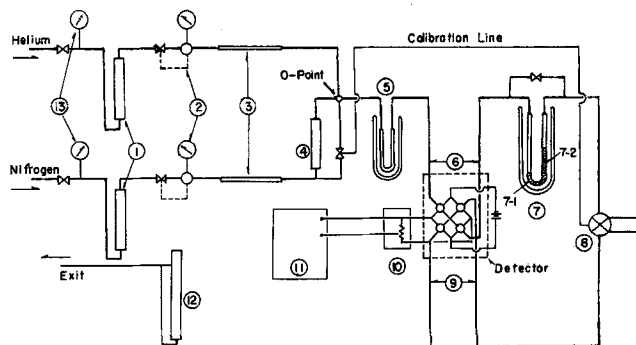 Helium
Calibration Line
O-Point
5
13
2
3
1
4
6
7-2
7-1
7
Nitrogen
8
11
10
Detector
9
Exit
12